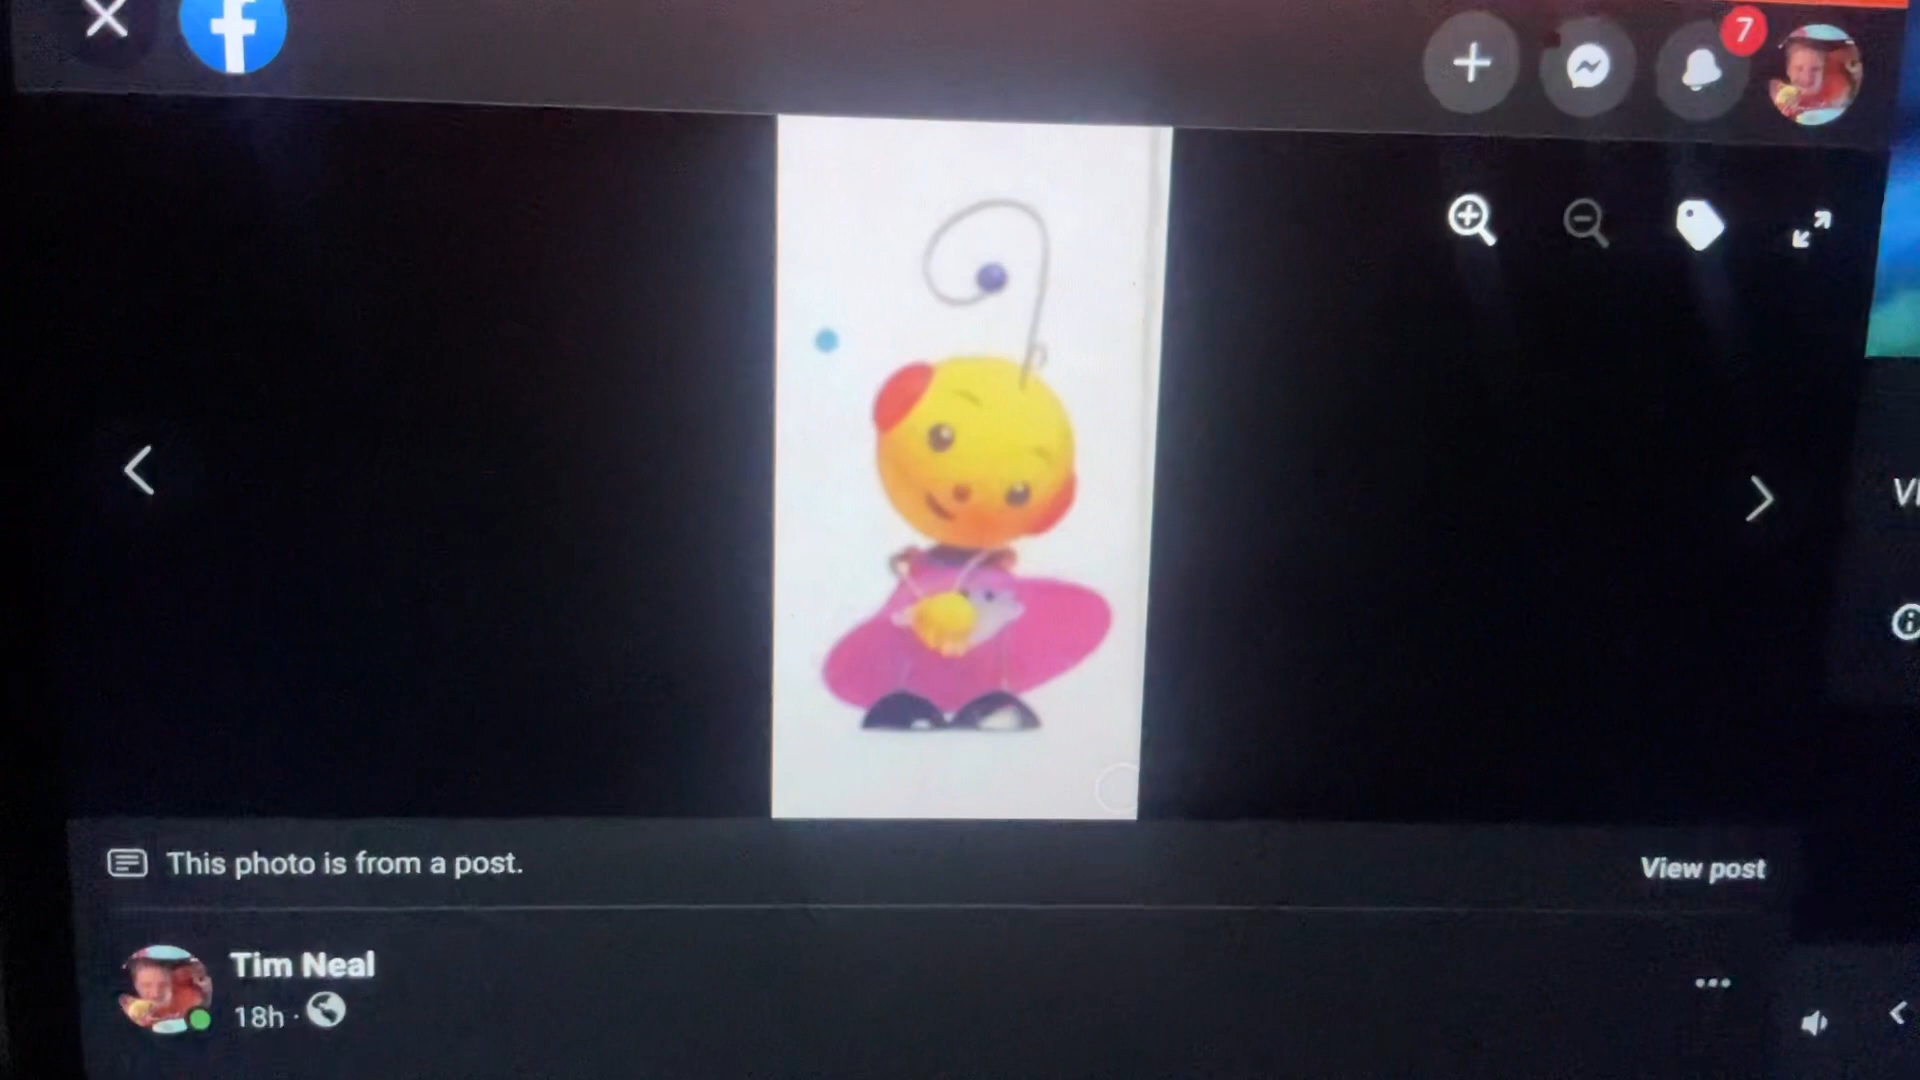 7
This photo is from a post.
View post
Tim Neal
18h ·